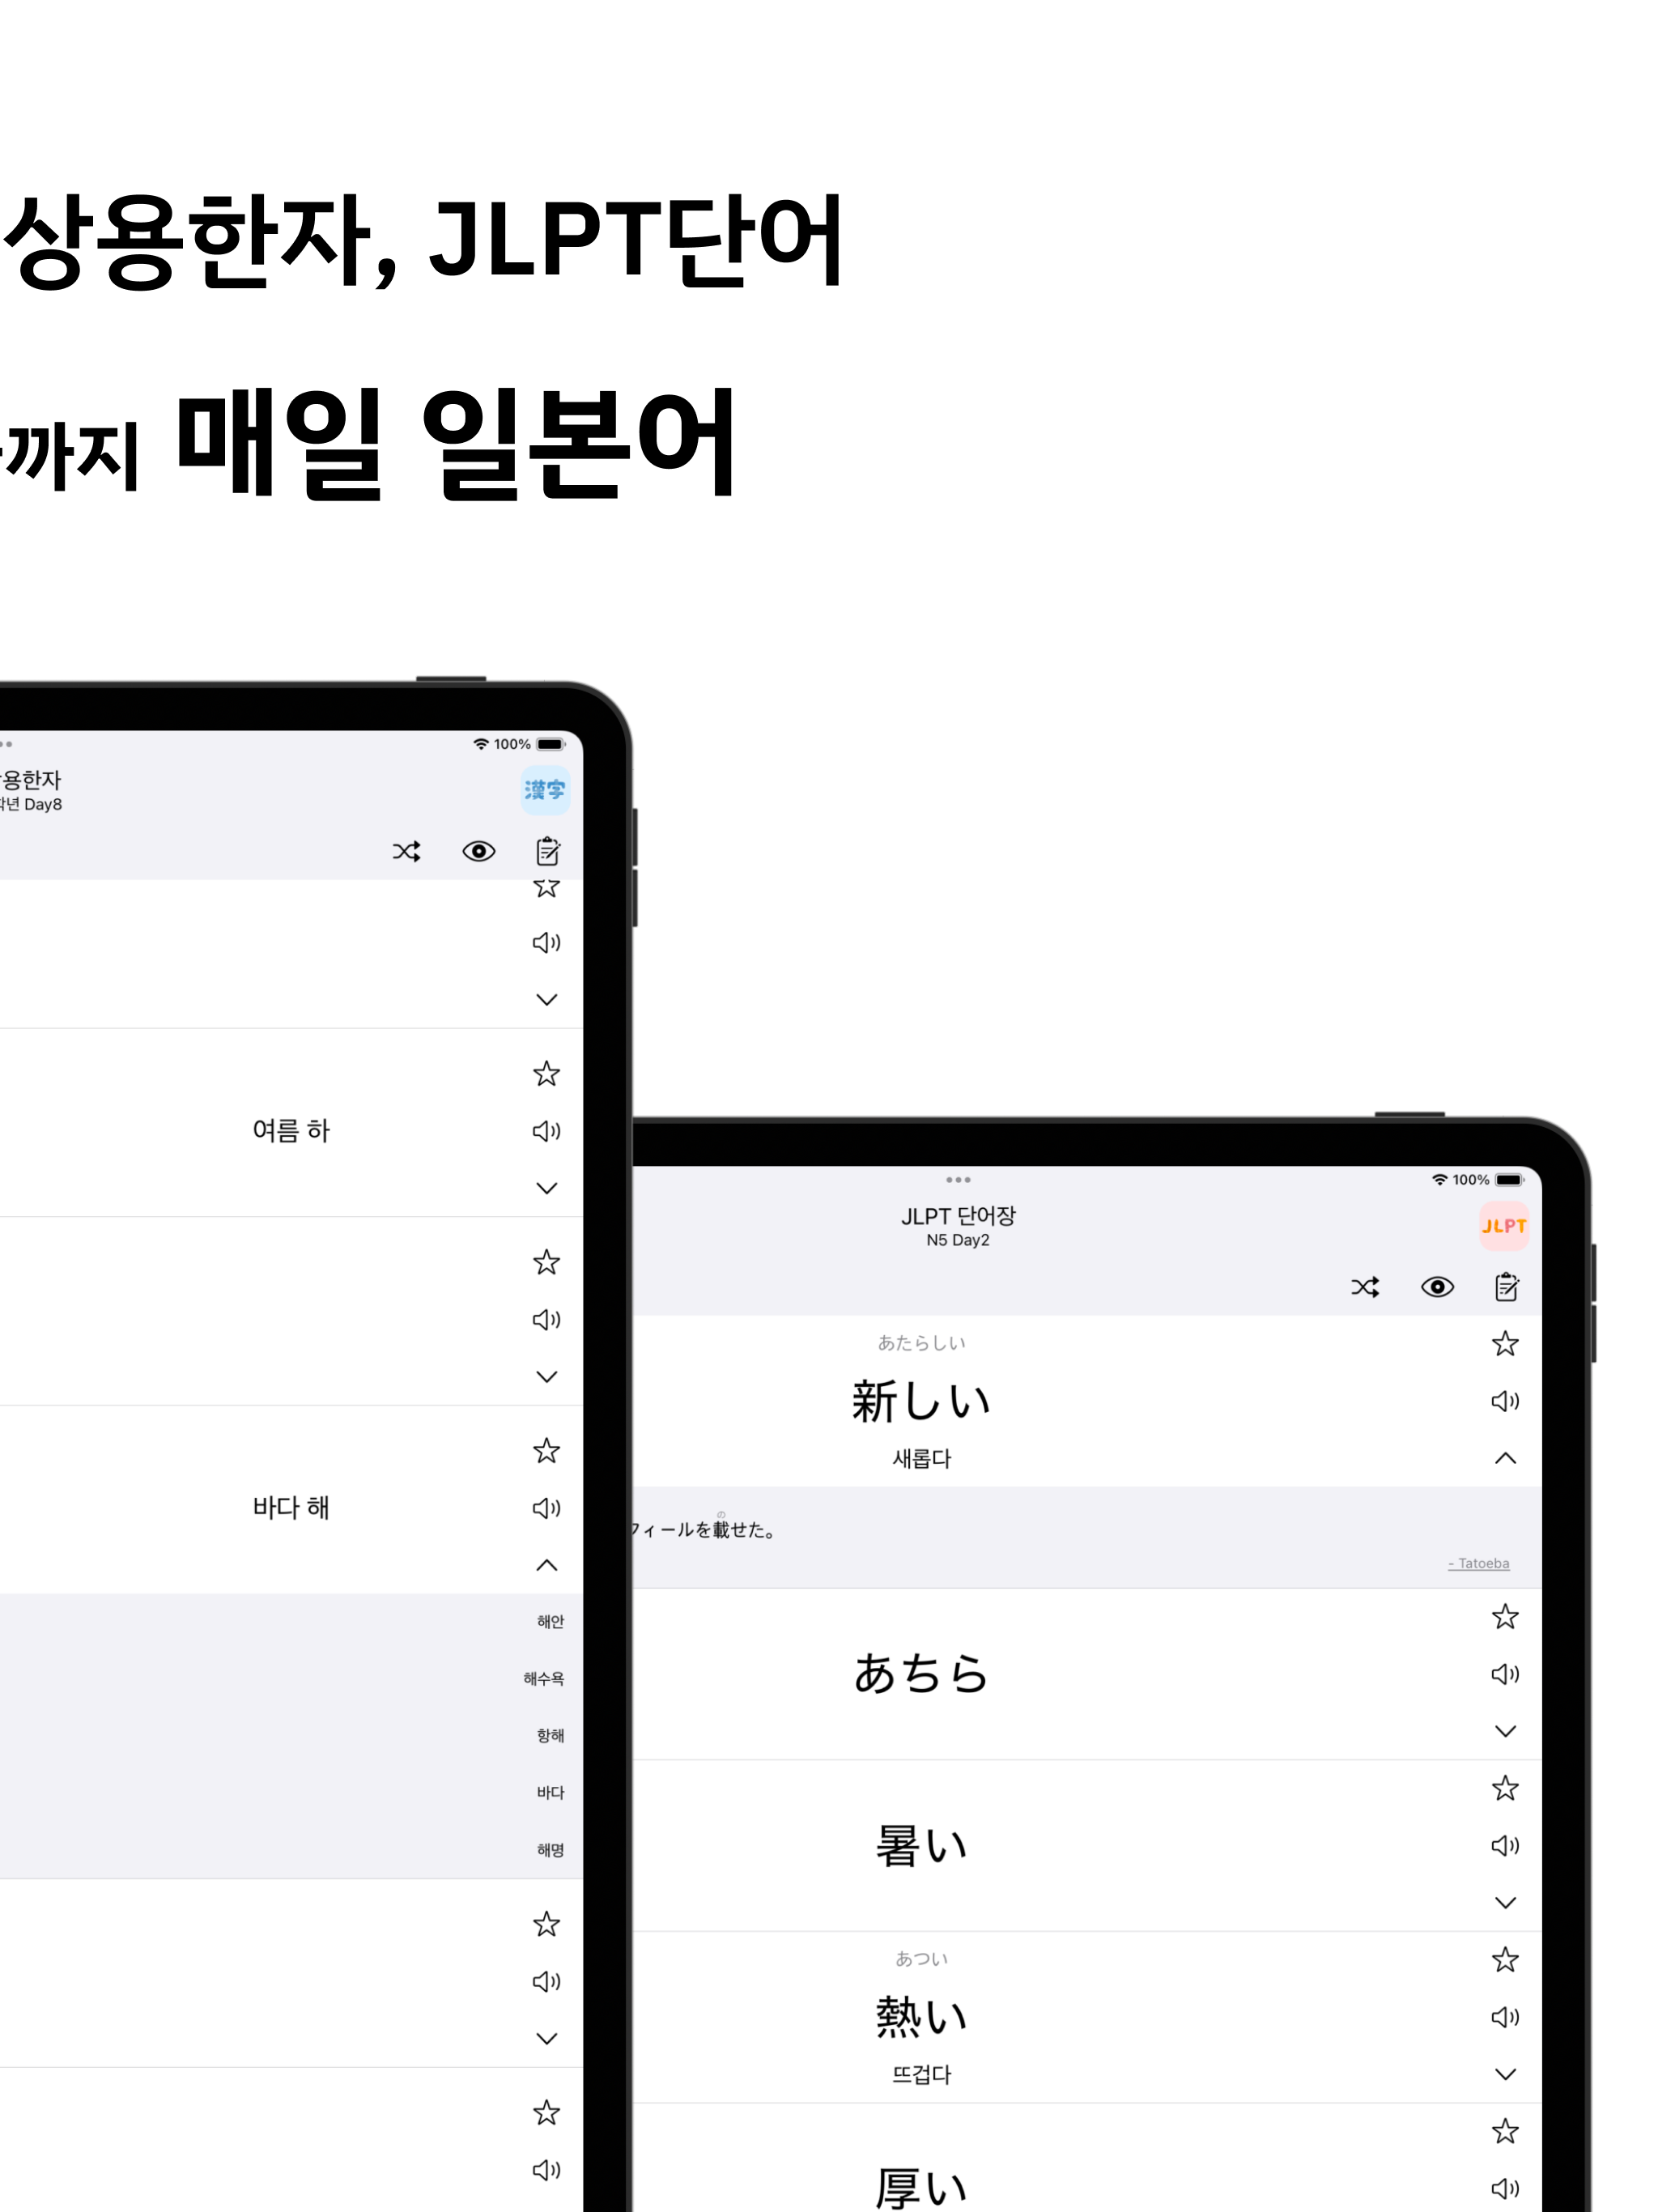 상용한자, JLPT단어
까지 매일 일본어
100%
용한자
년 Day8
漢字
여름 하
바다 해
해안
해수욕
항해
바다
해명
100%
JLPT 단어장
N5 Day2
JLPT
あたらしい
新しい
새롭다
の
フィールを載せた。
- Tatoeba
あちら
暑い
あつい
熱い
뜨겁다
厚い